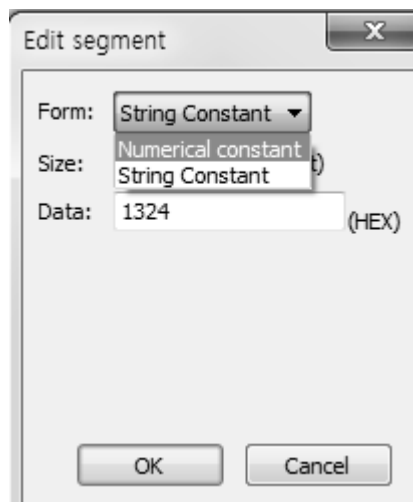 Edit segment
Form: String Constant
Numerical constant
Size: t)
String Constant
Data: 1324 (HEX)
OK Cancel